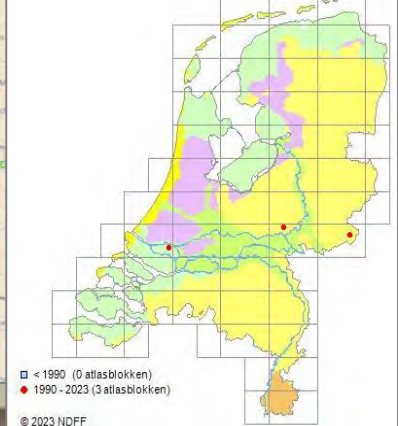 < 1990 (0 atlasblokken)
1990 - 2023 (3 atlasblokken)
© 2023 NDFF